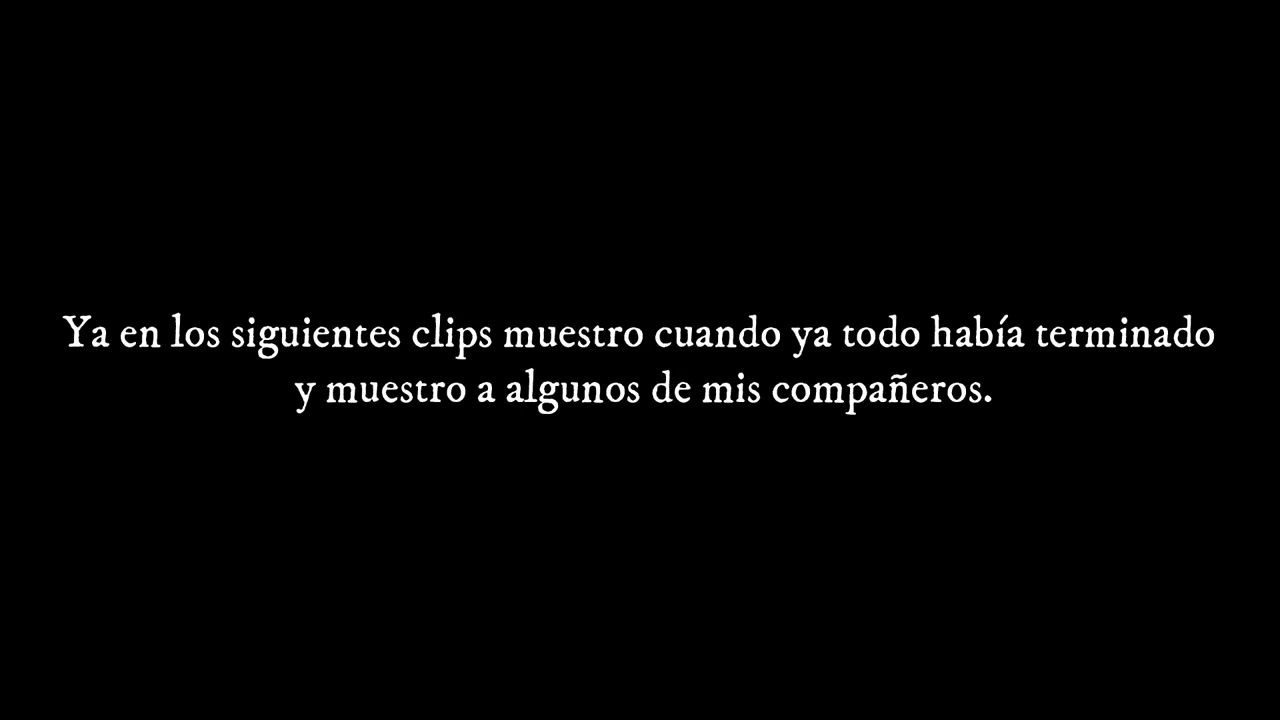 Ya en los siguientes clips muestro cuando ya todo había terminado
y muestro a algunos de mis compañeros.